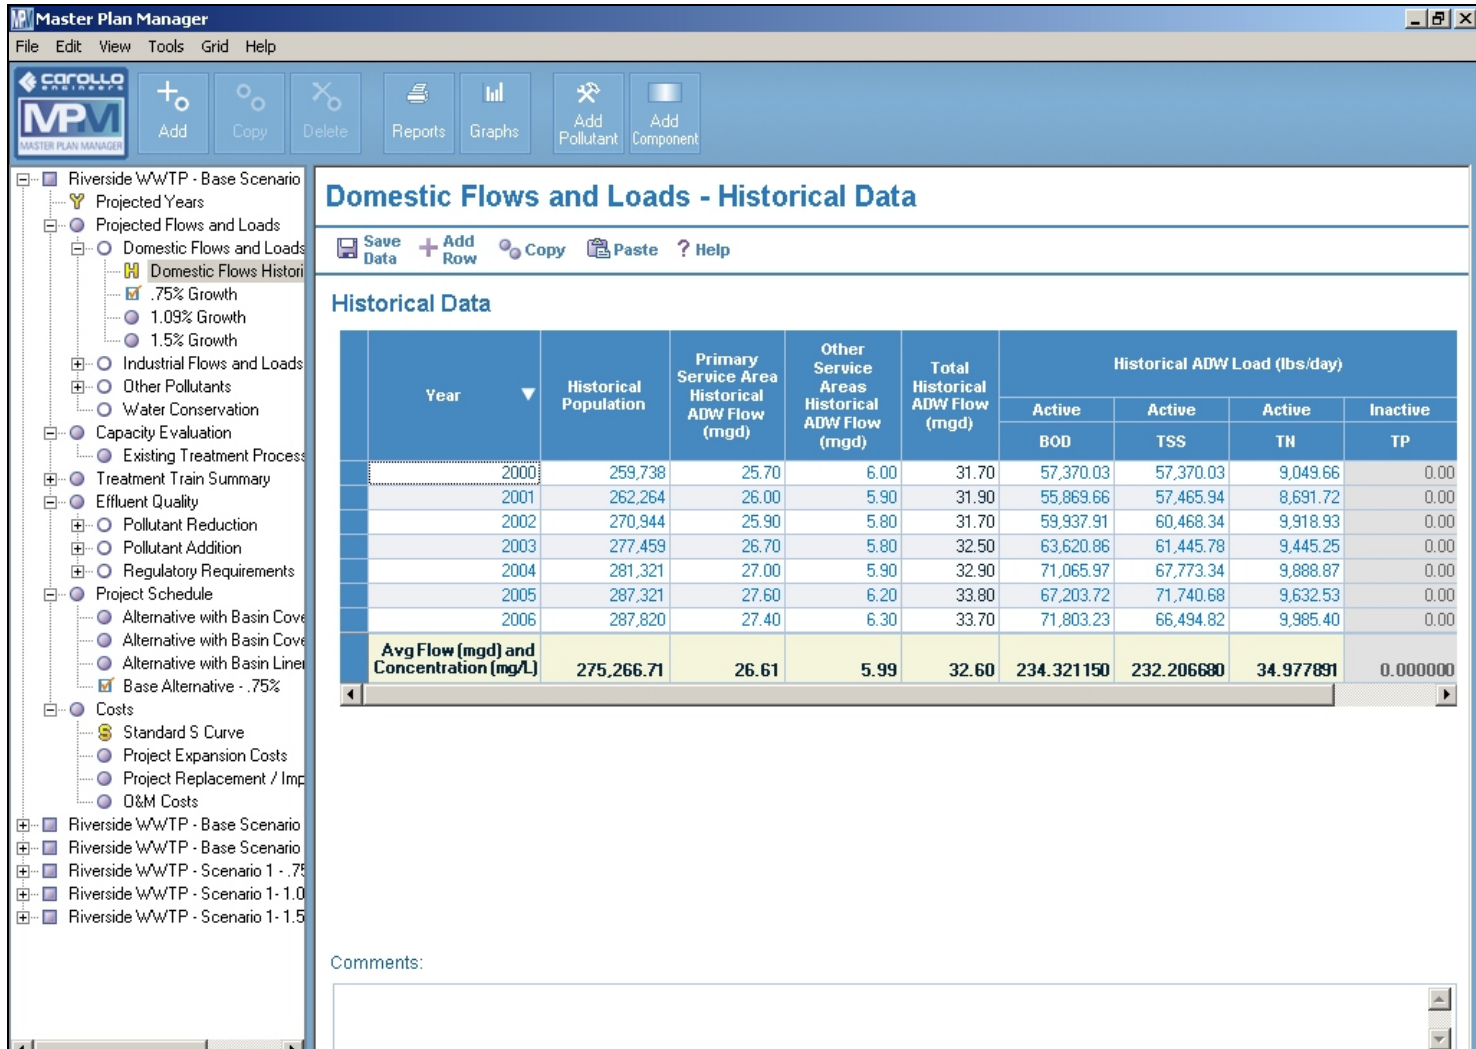 Master Plan Manager
File Edit View Tools Grid Help
carollo
engineers
MPM
MASTER PLAN MANAGER
Add
Copy
Delete
Reports
Graphs
Add
Pollutant
Add
Component
Riverside WWTP - Base Scenario
Projected Years
Projected Flows and Loads
Domestic Flows and Loads
Domestic Flows Histori
.75% Growth
1.09% Growth
1.5% Growth
Industrial Flows and Loads
Other Pollutants
Water Conservation
Capacity Evaluation
Existing Treatment Process
Treatment Train Summary
Effluent Quality
Pollutant Reduction
Pollutant Addition
Regulatory Requirements
Project Schedule
Alternative with Basin Cove
Alternative with Basin Cove
Alternative with Basin Liner
Base Alternative - .75%
Costs
Standard S Curve
Project Expansion Costs
Project Replacement / Imp
O&M Costs
Riverside WWTP - Base Scenario
Riverside WWTP - Base Scenario
Riverside WWTP - Scenario 1 - .75
Riverside WWTP - Scenario 1- 1.0
Riverside WWTP - Scenario 1- 1.5
Domestic Flows and Loads - Historical Data
Save
Data
Add
Row
Copy
Paste
? Help
Historical Data
Year
Historical
Population
Primary
Service Area
Historical
ADW Flow
(mgd)
Other
Service
Areas
Historical
ADW Flow
(mgd)
Total
Historical
ADW Flow
(mgd)
Historical ADW Load (lbs/day)
Active Active Active Inactive
BOD TSS TN TP
2000 259,738 25.70 6.00 31.70 57,370.03 57,370.03 9,049.66 0.00
2001 262,264 26.00 5.90 31.90 55,869.66 57,465.94 8,691.72 0.00
2002 270,944 25.90 5.80 31.70 59,937.91 60,468.34 9,918.93 0.00
2003 277,459 26.70 5.80 32.50 63,620.86 61,445.78 9,445.25 0.00
2004 281,321 27.00 5.90 32.90 71,065.97 67,773.34 9,888.87 0.00
2005 287,321 27.60 6.20 33.80 67,203.72 71,740.68 9,632.53 0.00
2006 287,820 27.40 6.30 33.70 71,803.23 66,494.82 9,985.40 0.00
Avg Flow (mgd) and
Concentration (mg/L) 275,266.71 26.61 5.99 32.60 234.321150 232.206680 34.977891 0.000000
Comments: